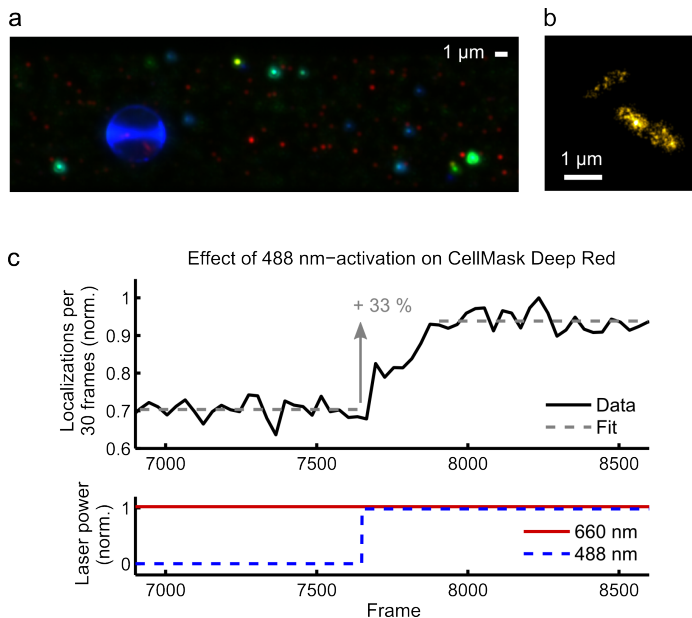 a
1 µm
b
1 µm
c
Effect of 488 nm−activation on CellMask Deep Red
Localizations per
30 frames (norm.)
1
0.9
0.8
0.7
0.6
+ 33 %
Data
Fit
7000
7500
8000
8500
Laser power
(norm.)
1
0
660 nm
488 nm
7000
7500
8000
8500
Frame